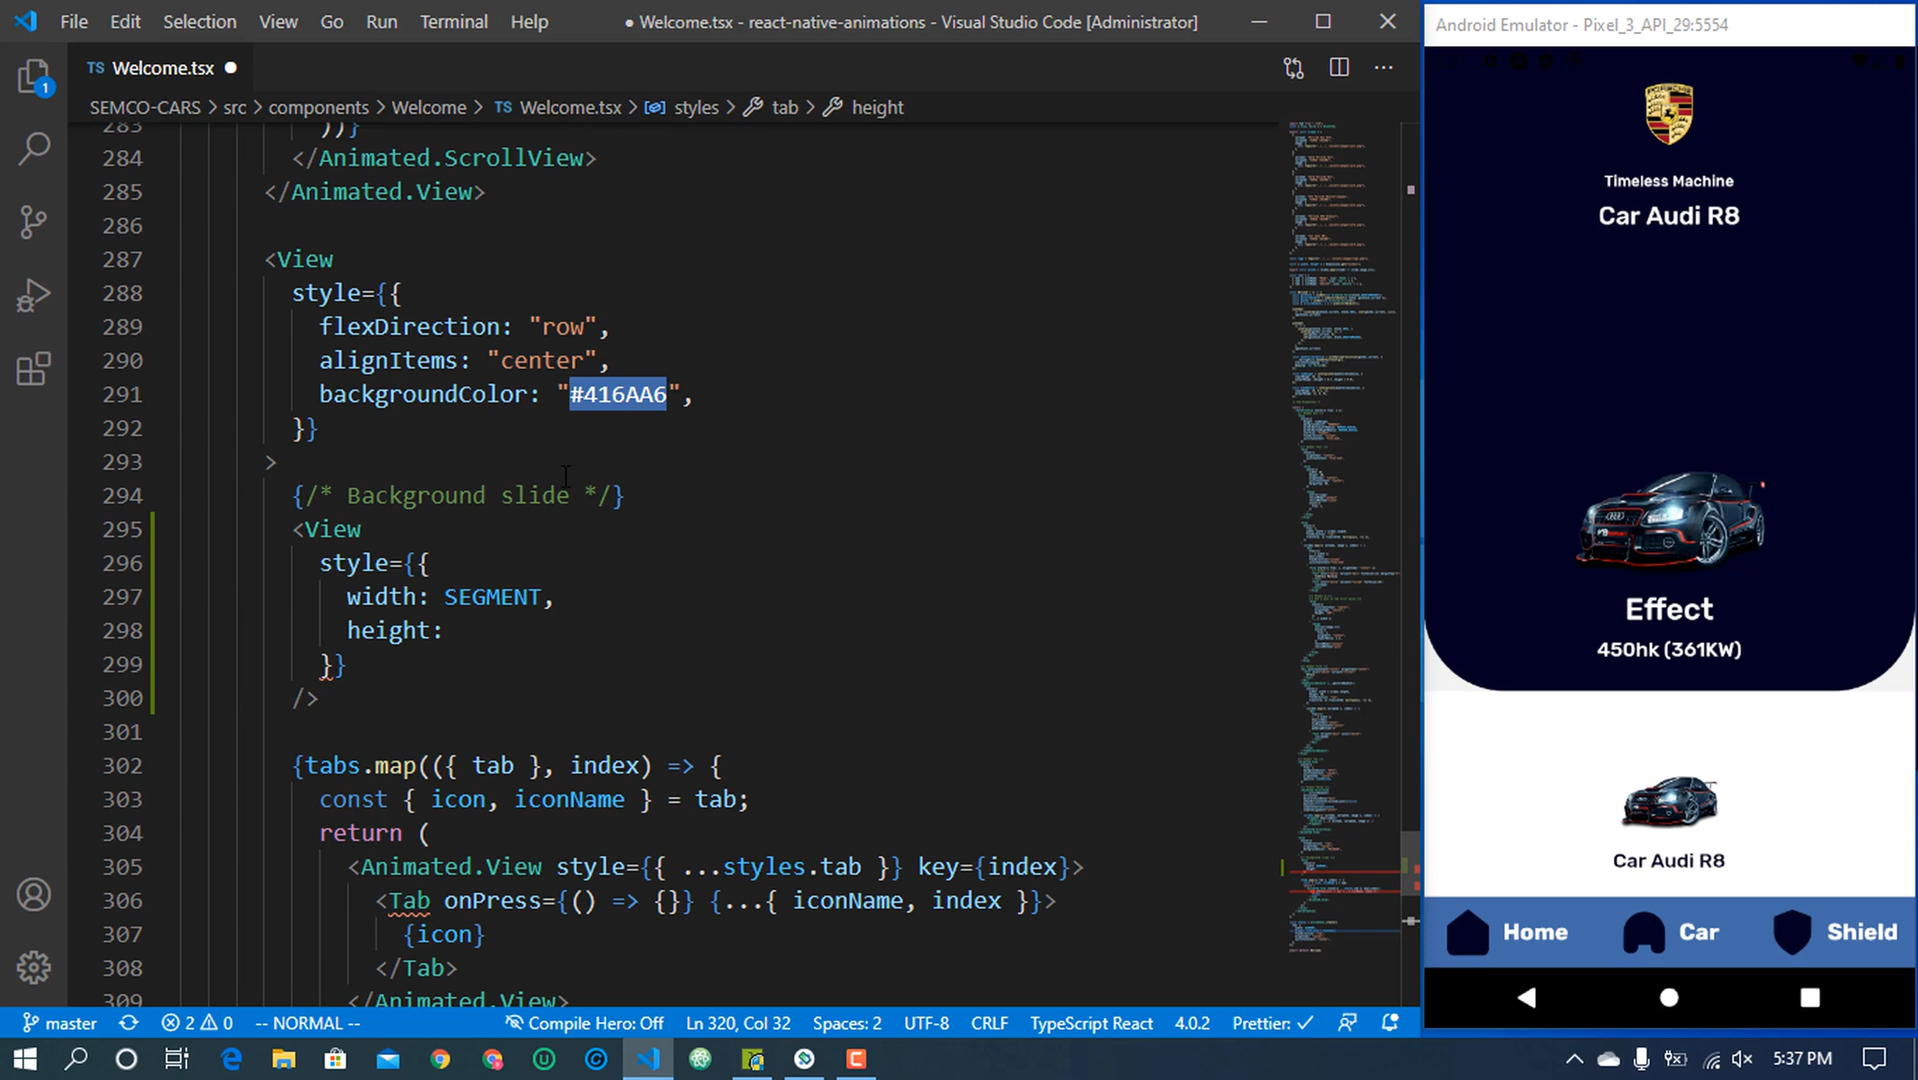 File Edit Selection View Go Run Terminal Help ● Welcome.tsx - react-native-animations - Visual Studio Code [Administrator]
TS Welcome.tsx ●
SEMCO-CARS > src > components > Welcome > TS Welcome.tsx > styles > tab > height
283 ))}
284 </Animated.ScrollView>
285 </Animated.View>
286
287 <View
288 style={{
289 flexDirection: "row",
290 alignItems: "center",
291 backgroundColor: "#416AA6",
292 }}
293 >
294 {/* Background slide */}
295 <View
296 style={{
297 width: SEGMENT,
298 height:
299 }}
300 />
301
302 {tabs.map(({ tab }, index) => {
303 const { icon, iconName } = tab;
304 return (
305 <Animated.View style={{ ...styles.tab }} key={index}>
306 <Tab onPress={() => {}} {...{ iconName, index }}>
307 {icon}
308 </Tab>
309 </Animated.View>
1
master 2 0 -- NORMAL -- Compile Hero: Off Ln 320, Col 32 Spaces: 2 UTF-8 CRLF TypeScript React 4.0.2 Prettier: ✓
Android Emulator - Pixel_3_API_29:5554
Timeless Machine
Car Audi R8
Effect
450hk (361KW)
Car Audi R8
Home Car Shield
5:37 PM